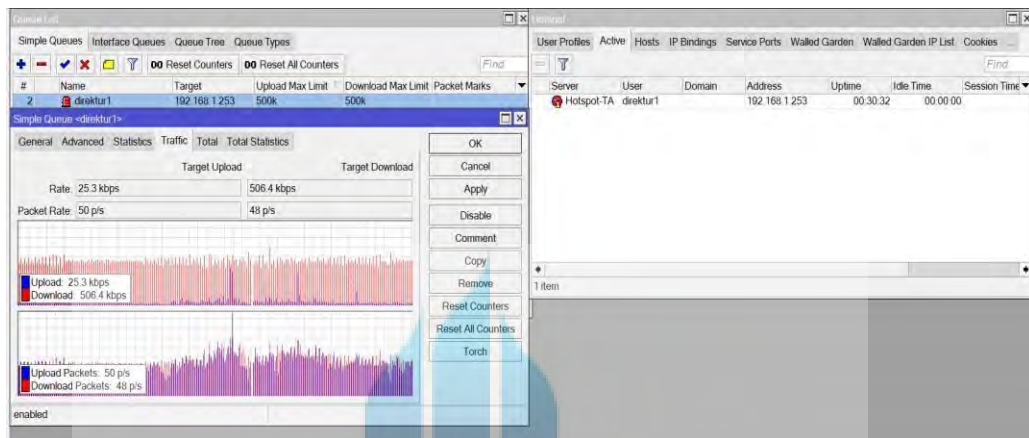 Queue List
Simple Queues Interface Queues Queue Tree Queue Types
00 Reset Counters 00 Reset All Counters Find
# Name Target Upload Max Limit Download Max Limit Packet Marks
2 direktur1 192.168.1.253 500k 500k
Simple Queue <direktur1>
General Advanced Statistics Traffic Total Total Statistics
Target Upload Target Download
Rate: 25.3 kbps 506.4 kbps
Packet Rate: 50 p/s 48 p/s
Upload: 25.3 kbps
Download: 506.4 kbps
Upload Packets: 50 p/s
Download Packets: 48 p/s
enabled
OK
Cancel
Apply
Disable
Comment
Copy
Remove
Reset Counters
Reset All Counters
Torch
User Profiles Active Hosts IP Bindings Service Ports Walled Garden Walled Garden IP List Cookies ...
Find
Server User Domain Address Uptime Idle Time Session Time
Hotspot-TA direktur1 192.168.1.253 00:30:32 00:00:00
1 item